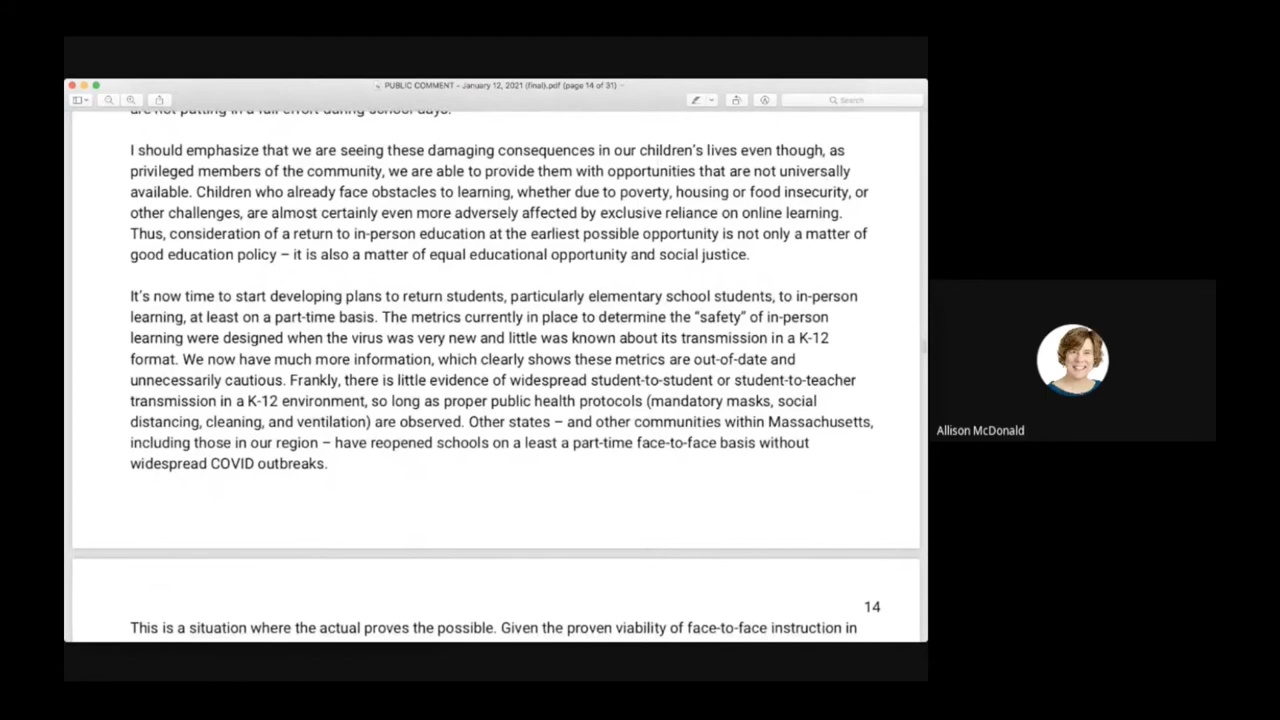 PUBLIC COMMENT - January 12, 2021 (final).pdf (page 14 of 31)
Search
are not putting in a full effort during school days.
I should emphasize that we are seeing these damaging consequences in our children's lives even though, as
privileged members of the community, we are able to provide them with opportunities that are not universally
available. Children who already face obstacles to learning, whether due to poverty, housing or food insecurity, or
other challenges, are almost certainly even more adversely affected by exclusive reliance on online learning.
Thus, consideration of a return to in-person education at the earliest possible opportunity is not only a matter of
good education policy – it is also a matter of equal educational opportunity and social justice.
It's now time to start developing plans to return students, particularly elementary school students, to in-person
learning, at least on a part-time basis. The metrics currently in place to determine the “safety” of in-person
learning were designed when the virus was very new and little was known about its transmission in a K-12
format. We now have much more information, which clearly shows these metrics are out-of-date and
unnecessarily cautious. Frankly, there is little evidence of widespread student-to-student or student-to-teacher
transmission in a K-12 environment, so long as proper public health protocols (mandatory masks, social
distancing, cleaning, and ventilation) are observed. Other states – and other communities within Massachusetts,
including those in our region – have reopened schools on a least a part-time face-to-face basis without
widespread COVID outbreaks.
14
This is a situation where the actual proves the possible. Given the proven viability of face-to-face instruction in
Allison McDonald